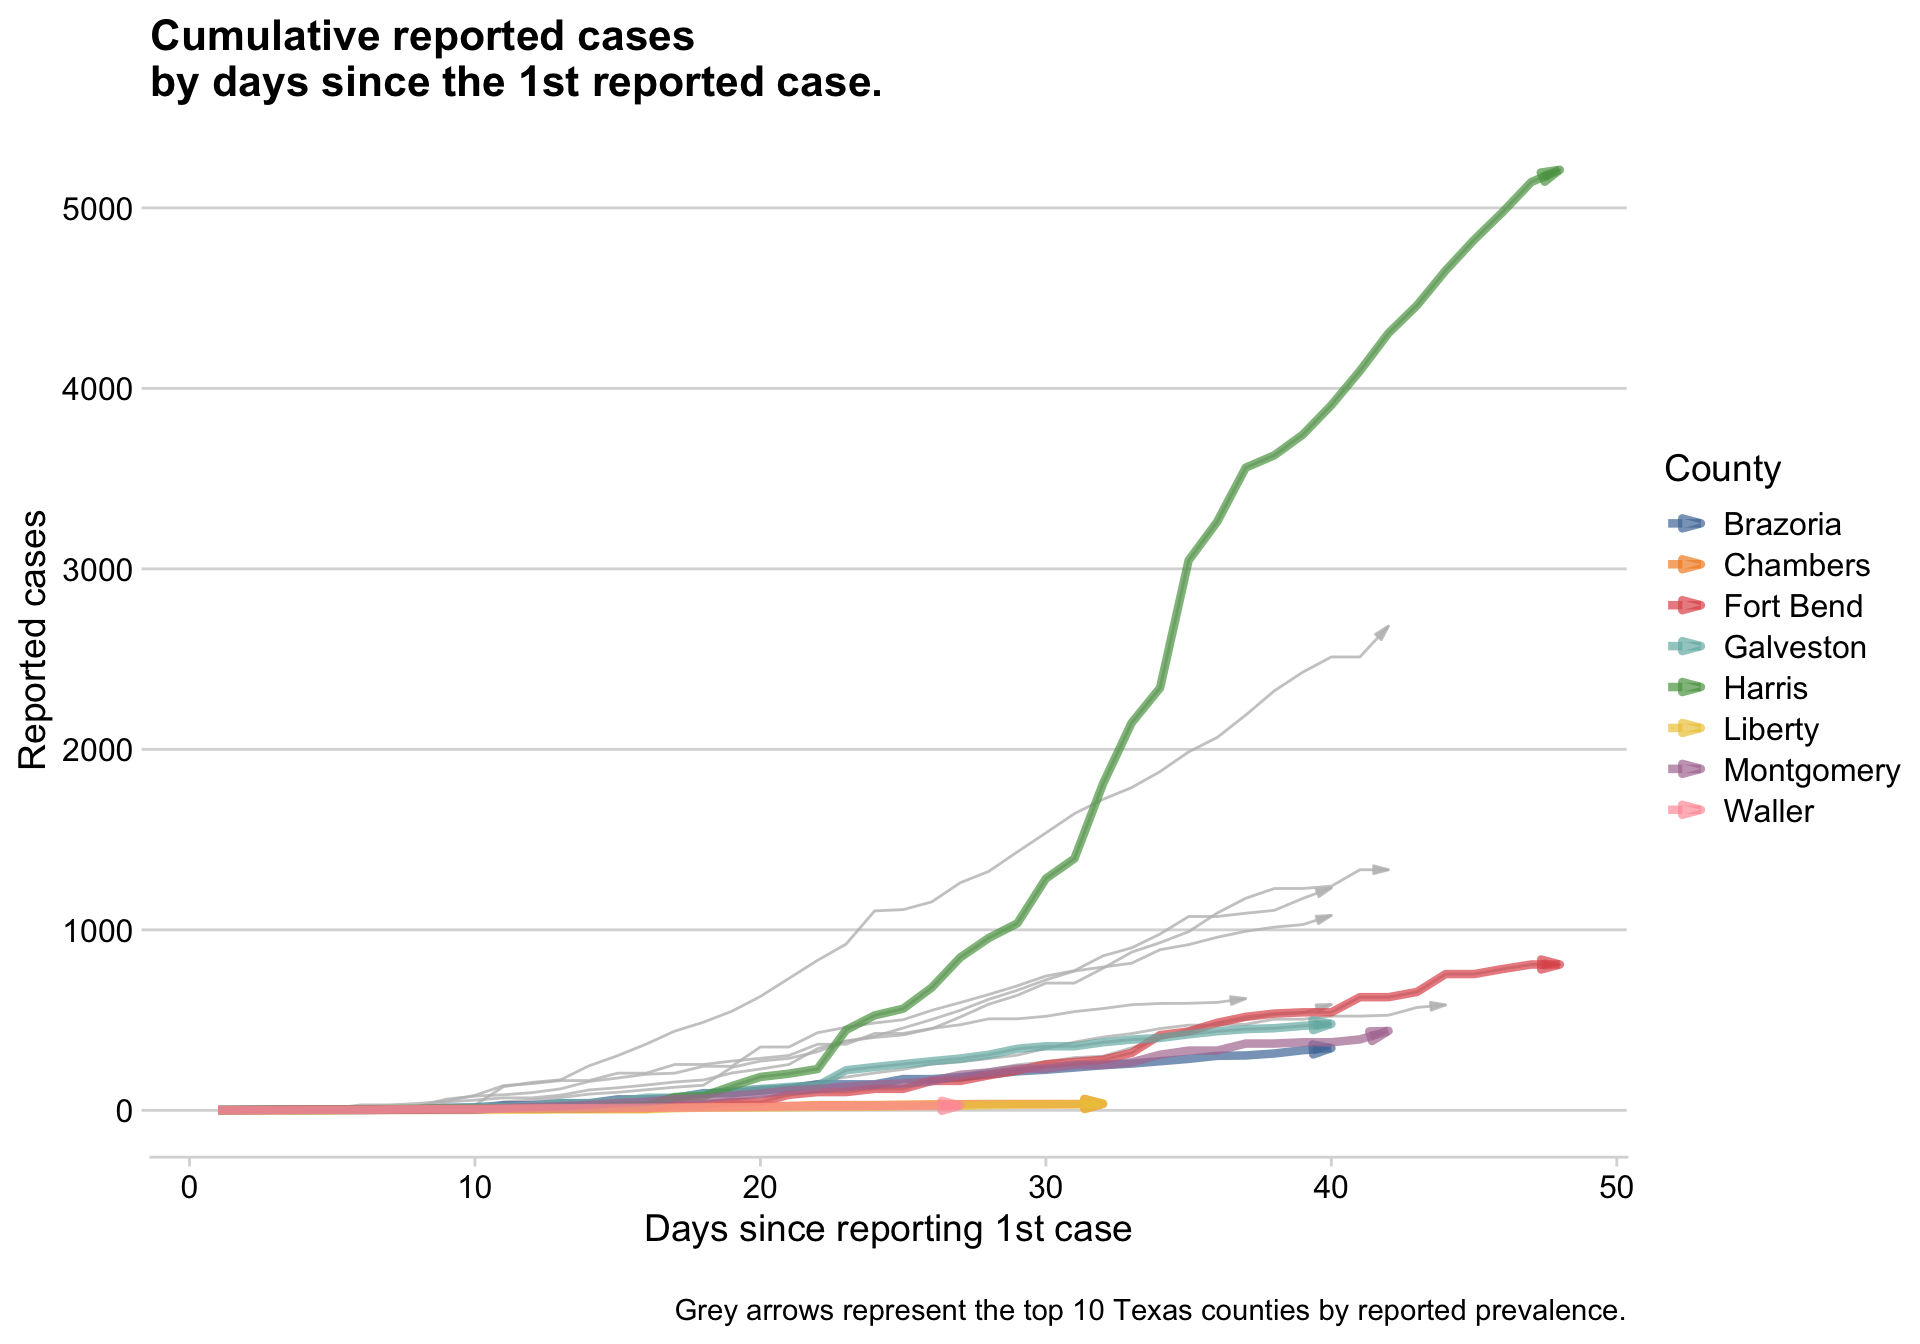 Cumulative reported cases
by days since the 1st reported case.
Reported cases
5000
4000
3000
2000
1000
0
0 10 20 30 40 50
Days since reporting 1st case
County
Brazoria
Chambers
Fort Bend
Galveston
Harris
Liberty
Montgomery
Waller
Grey arrows represent the top 10 Texas counties by reported prevalence.